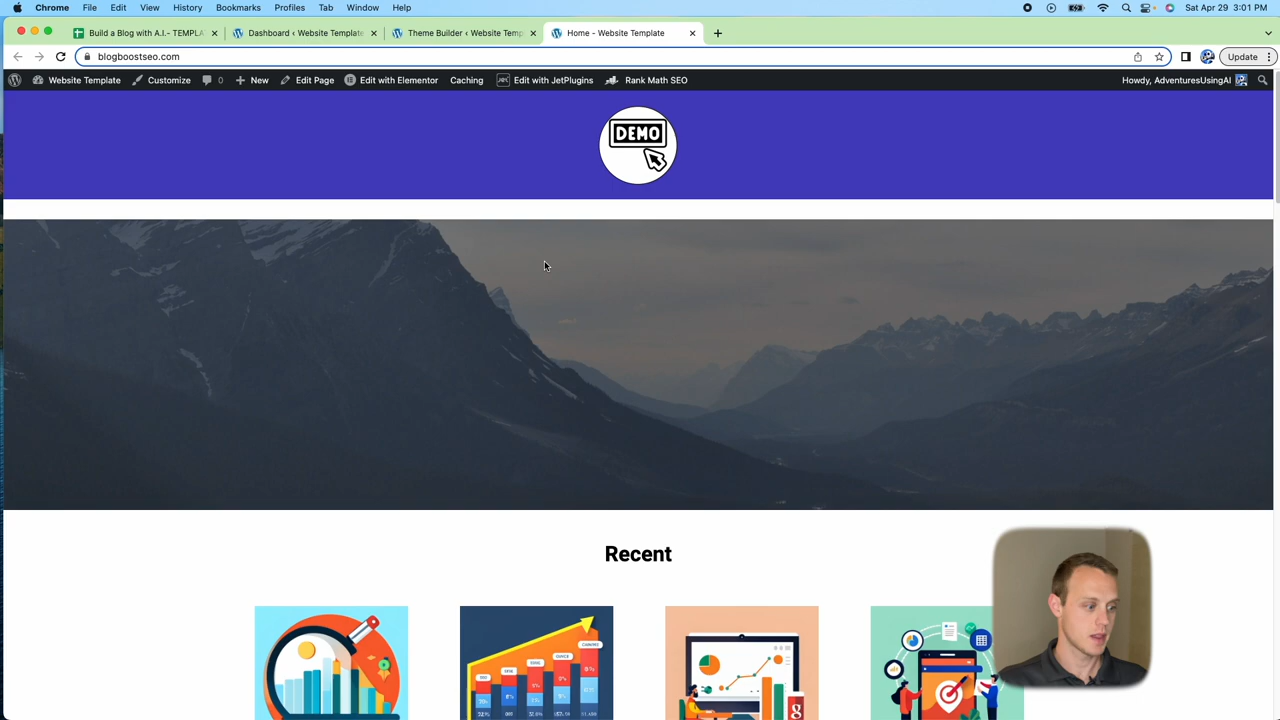 Chrome File Edit View History Bookmarks Profiles Tab Window Help Sat Apr 29 3:01 PM
Build a Blog with A.I.- TEMPLA Dashboard ‹ Website Template Theme Builder ‹ Website Temp Home - Website Template
blogboostseo.com Update
Website Template Customize 0 New Edit Page Edit with Elementor Caching Edit with JetPlugins Rank Math SEO Howdy, AdventuresUsingAI
DEMO
Recent